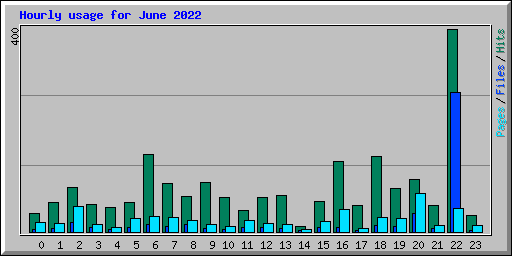 Hourly usage for June 2022
400
Pages/Files/Hits
0 1 2 3 4 5 6 7 8 9 10 11 12 13 14 15 16 17 18 19 20 21 22 23